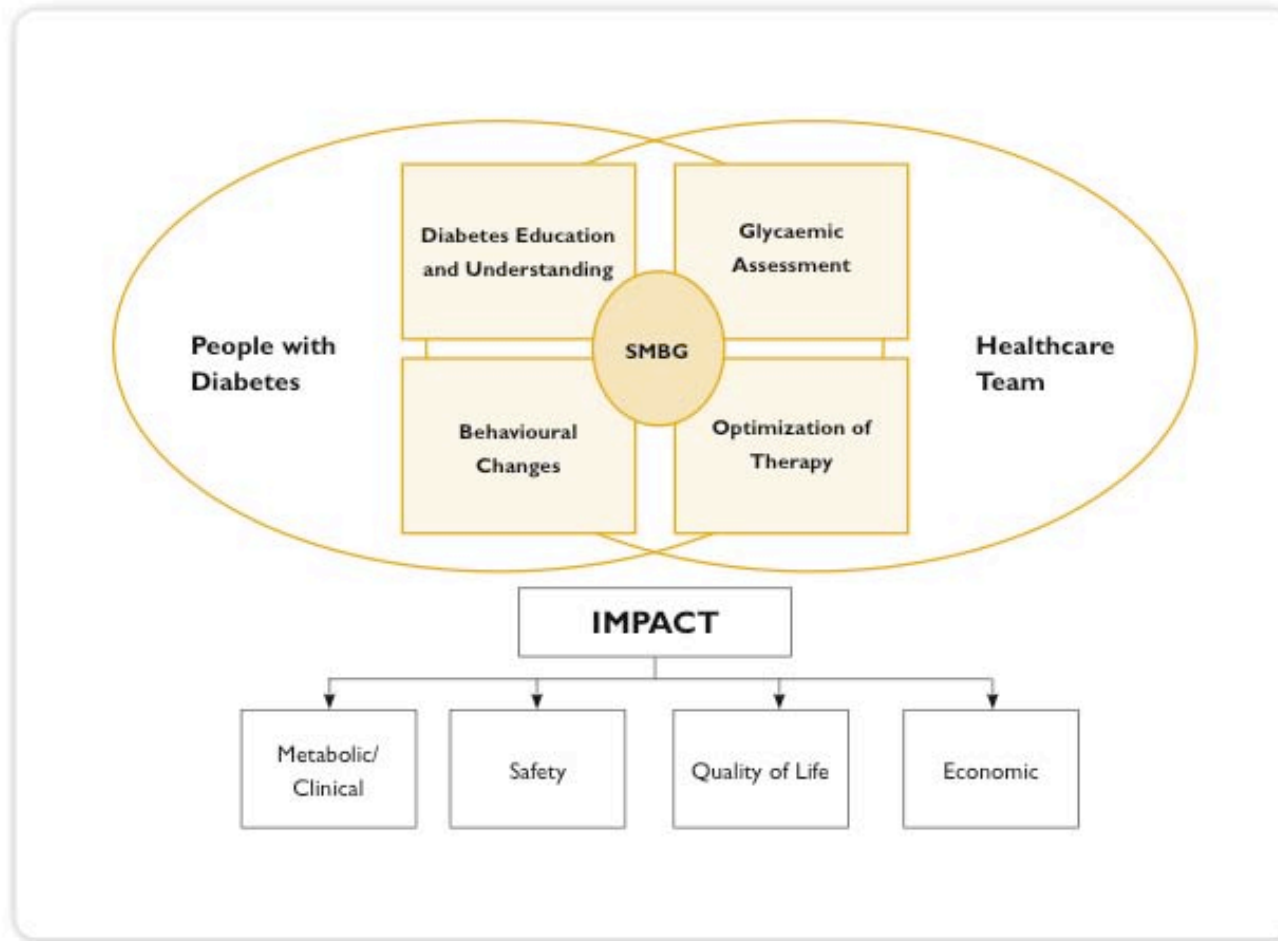 Diabetes Education
and Understanding
Glycaemic
Assessment
People with
Diabetes
SMBG
Healthcare
Team
Behavioural
Changes
Optimization of
Therapy
IMPACT
Metabolic/
Clinical
Safety
Quality of Life
Economic